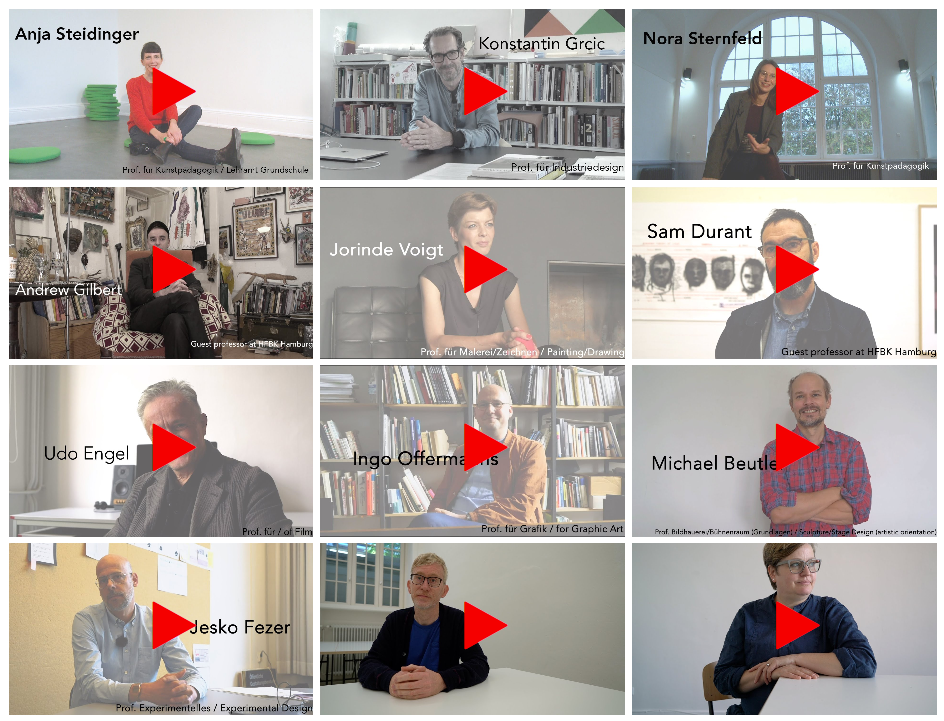 Anja Steidinger
Prof. für Kunstpädagogik / Lehramt Grundschule
Konstantin Grcic
Prof. für Industriedesign
Nora Sternfeld
Prof. für Kunstpädagogik
Andrew Gilbert
Guest professor at HFBK Hamburg
Jorinde Voigt
Prof. für Malerei/Zeichnen / Painting/Drawing
Sam Durant
Guest professor at HFBK Hamburg
Udo Engel
Prof. für / of Film
Ingo Offermanns
Prof. für Grafik / for Graphic Art
Michael Beutle
Prof. Bildhauerei/Bühnenraum (Grundlagen) / Sculpture/Stage Design (artistic orientation)
Jesko Fezer
Prof. Experimentelles / Experimental Design